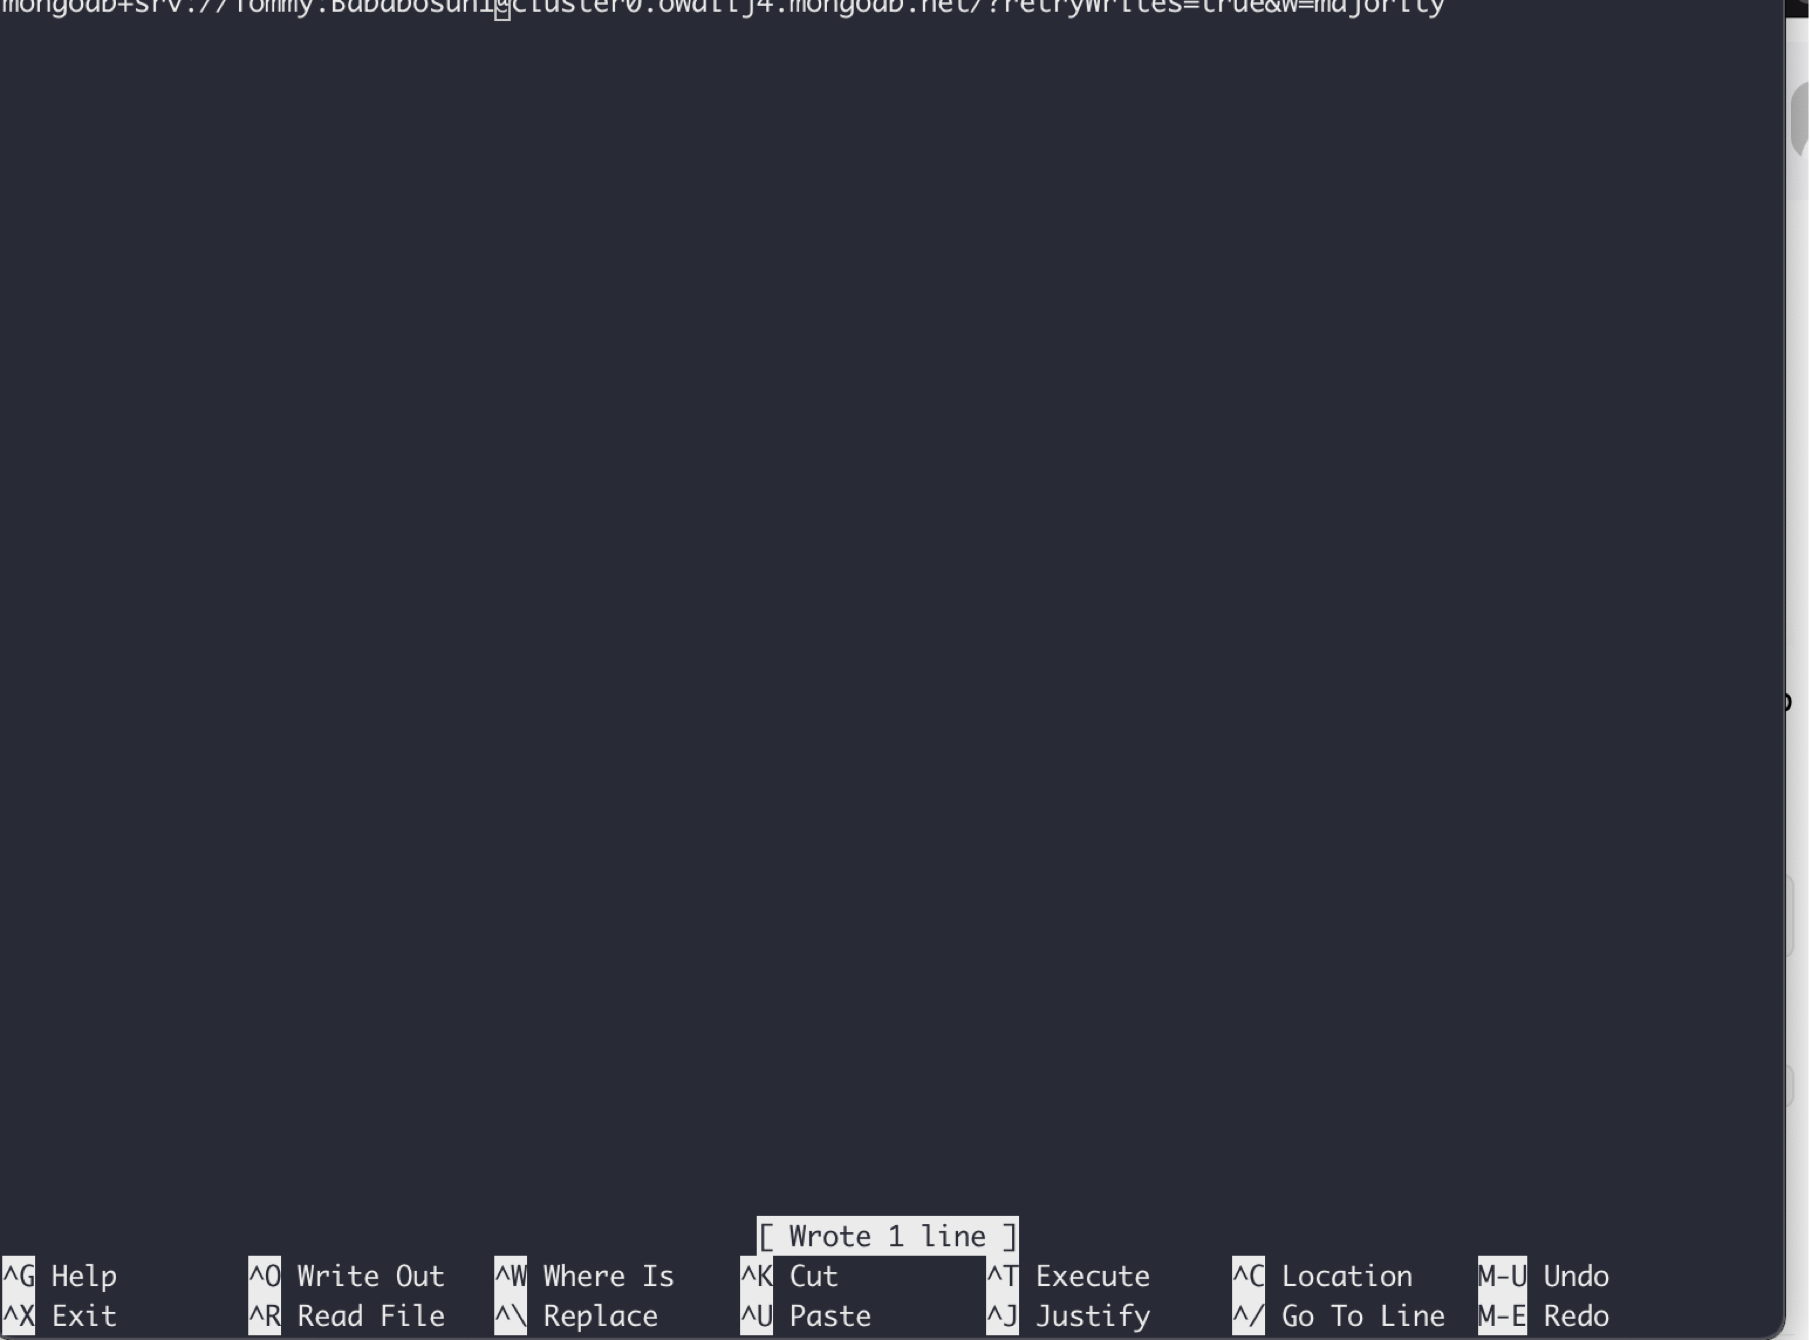 mongodb+srv://Tommy:Bababosuni@cluster0.owattj4.mongodb.net/?retryWrites=true&w=majority
[ Wrote 1 line ]
^G Help ^O Write Out ^W Where Is ^K Cut ^T Execute ^C Location M-U Undo
^X Exit ^R Read File ^\ Replace ^U Paste ^J Justify ^/ Go To Line M-E Redo